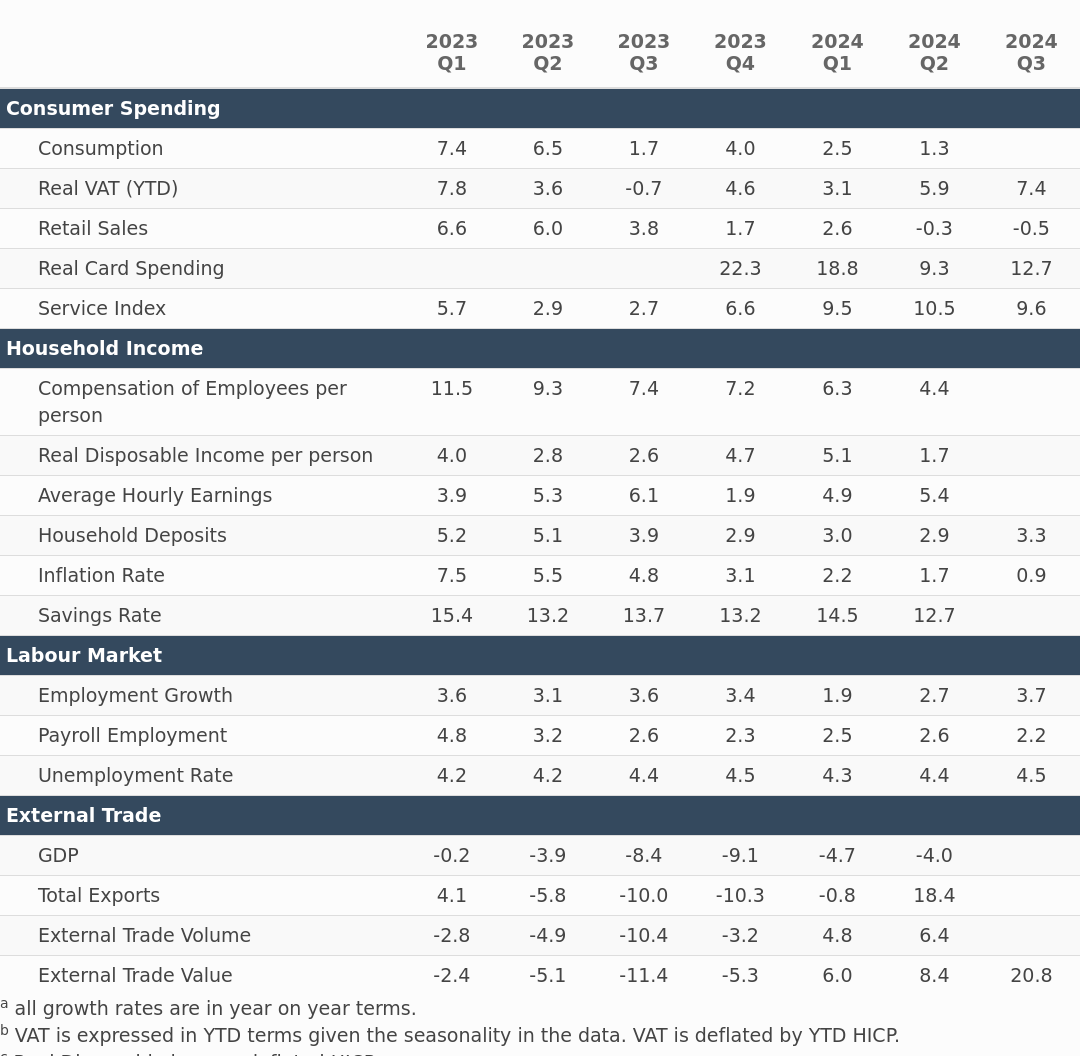 2023 2023 2023 2023 2024 2024 2024
Q1 Q2 Q3 Q4 Q1 Q2 Q3
Consumer Spending
Consumption 7.4 6.5 1.7 4.0 2.5 1.3
Real VAT (YTD) 7.8 3.6 -0.7 4.6 3.1 5.9 7.4
Retail Sales 6.6 6.0 3.8 1.7 2.6 -0.3 -0.5
Real Card Spending 22.3 18.8 9.3 12.7
Service Index 5.7 2.9 2.7 6.6 9.5 10.5 9.6
Household Income
Compensation of Employees per 11.5 9.3 7.4 7.2 6.3 4.4
person
Real Disposable Income per person 4.0 2.8 2.6 4.7 5.1 1.7
Average Hourly Earnings 3.9 5.3 6.1 1.9 4.9 5.4
Household Deposits 5.2 5.1 3.9 2.9 3.0 2.9 3.3
Inflation Rate 7.5 5.5 4.8 3.1 2.2 1.7 0.9
Savings Rate 15.4 13.2 13.7 13.2 14.5 12.7
Labour Market
Employment Growth 3.6 3.1 3.6 3.4 1.9 2.7 3.7
Payroll Employment 4.8 3.2 2.6 2.3 2.5 2.6 2.2
Unemployment Rate 4.2 4.2 4.4 4.5 4.3 4.4 4.5
External Trade
GDP -0.2 -3.9 -8.4 -9.1 -4.7 -4.0
Total Exports 4.1 -5.8 -10.0 -10.3 -0.8 18.4
External Trade Volume -2.8 -4.9 -10.4 -3.2 4.8 6.4
External Trade Value -2.4 -5.1 -11.4 -5.3 6.0 8.4 20.8
a all growth rates are in year on year terms.
b VAT is expressed in YTD terms given the seasonality in the data. VAT is deflated by YTD HICP.